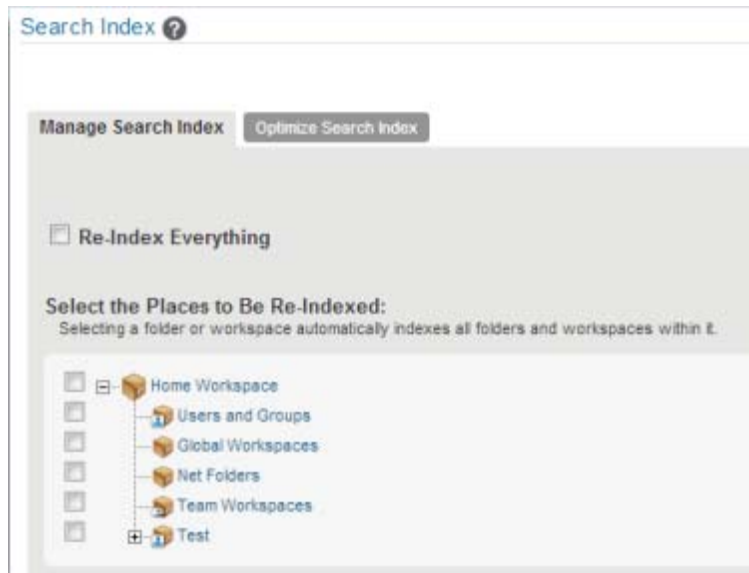 Search Index ?
Manage Search Index Optimize Search Index
Re-Index Everything
Select the Places to Be Re-Indexed:
Selecting a folder or workspace automatically indexes all folders and workspaces within it.
Home Workspace
Users and Groups
Global Workspaces
Net Folders
Team Workspaces
Test